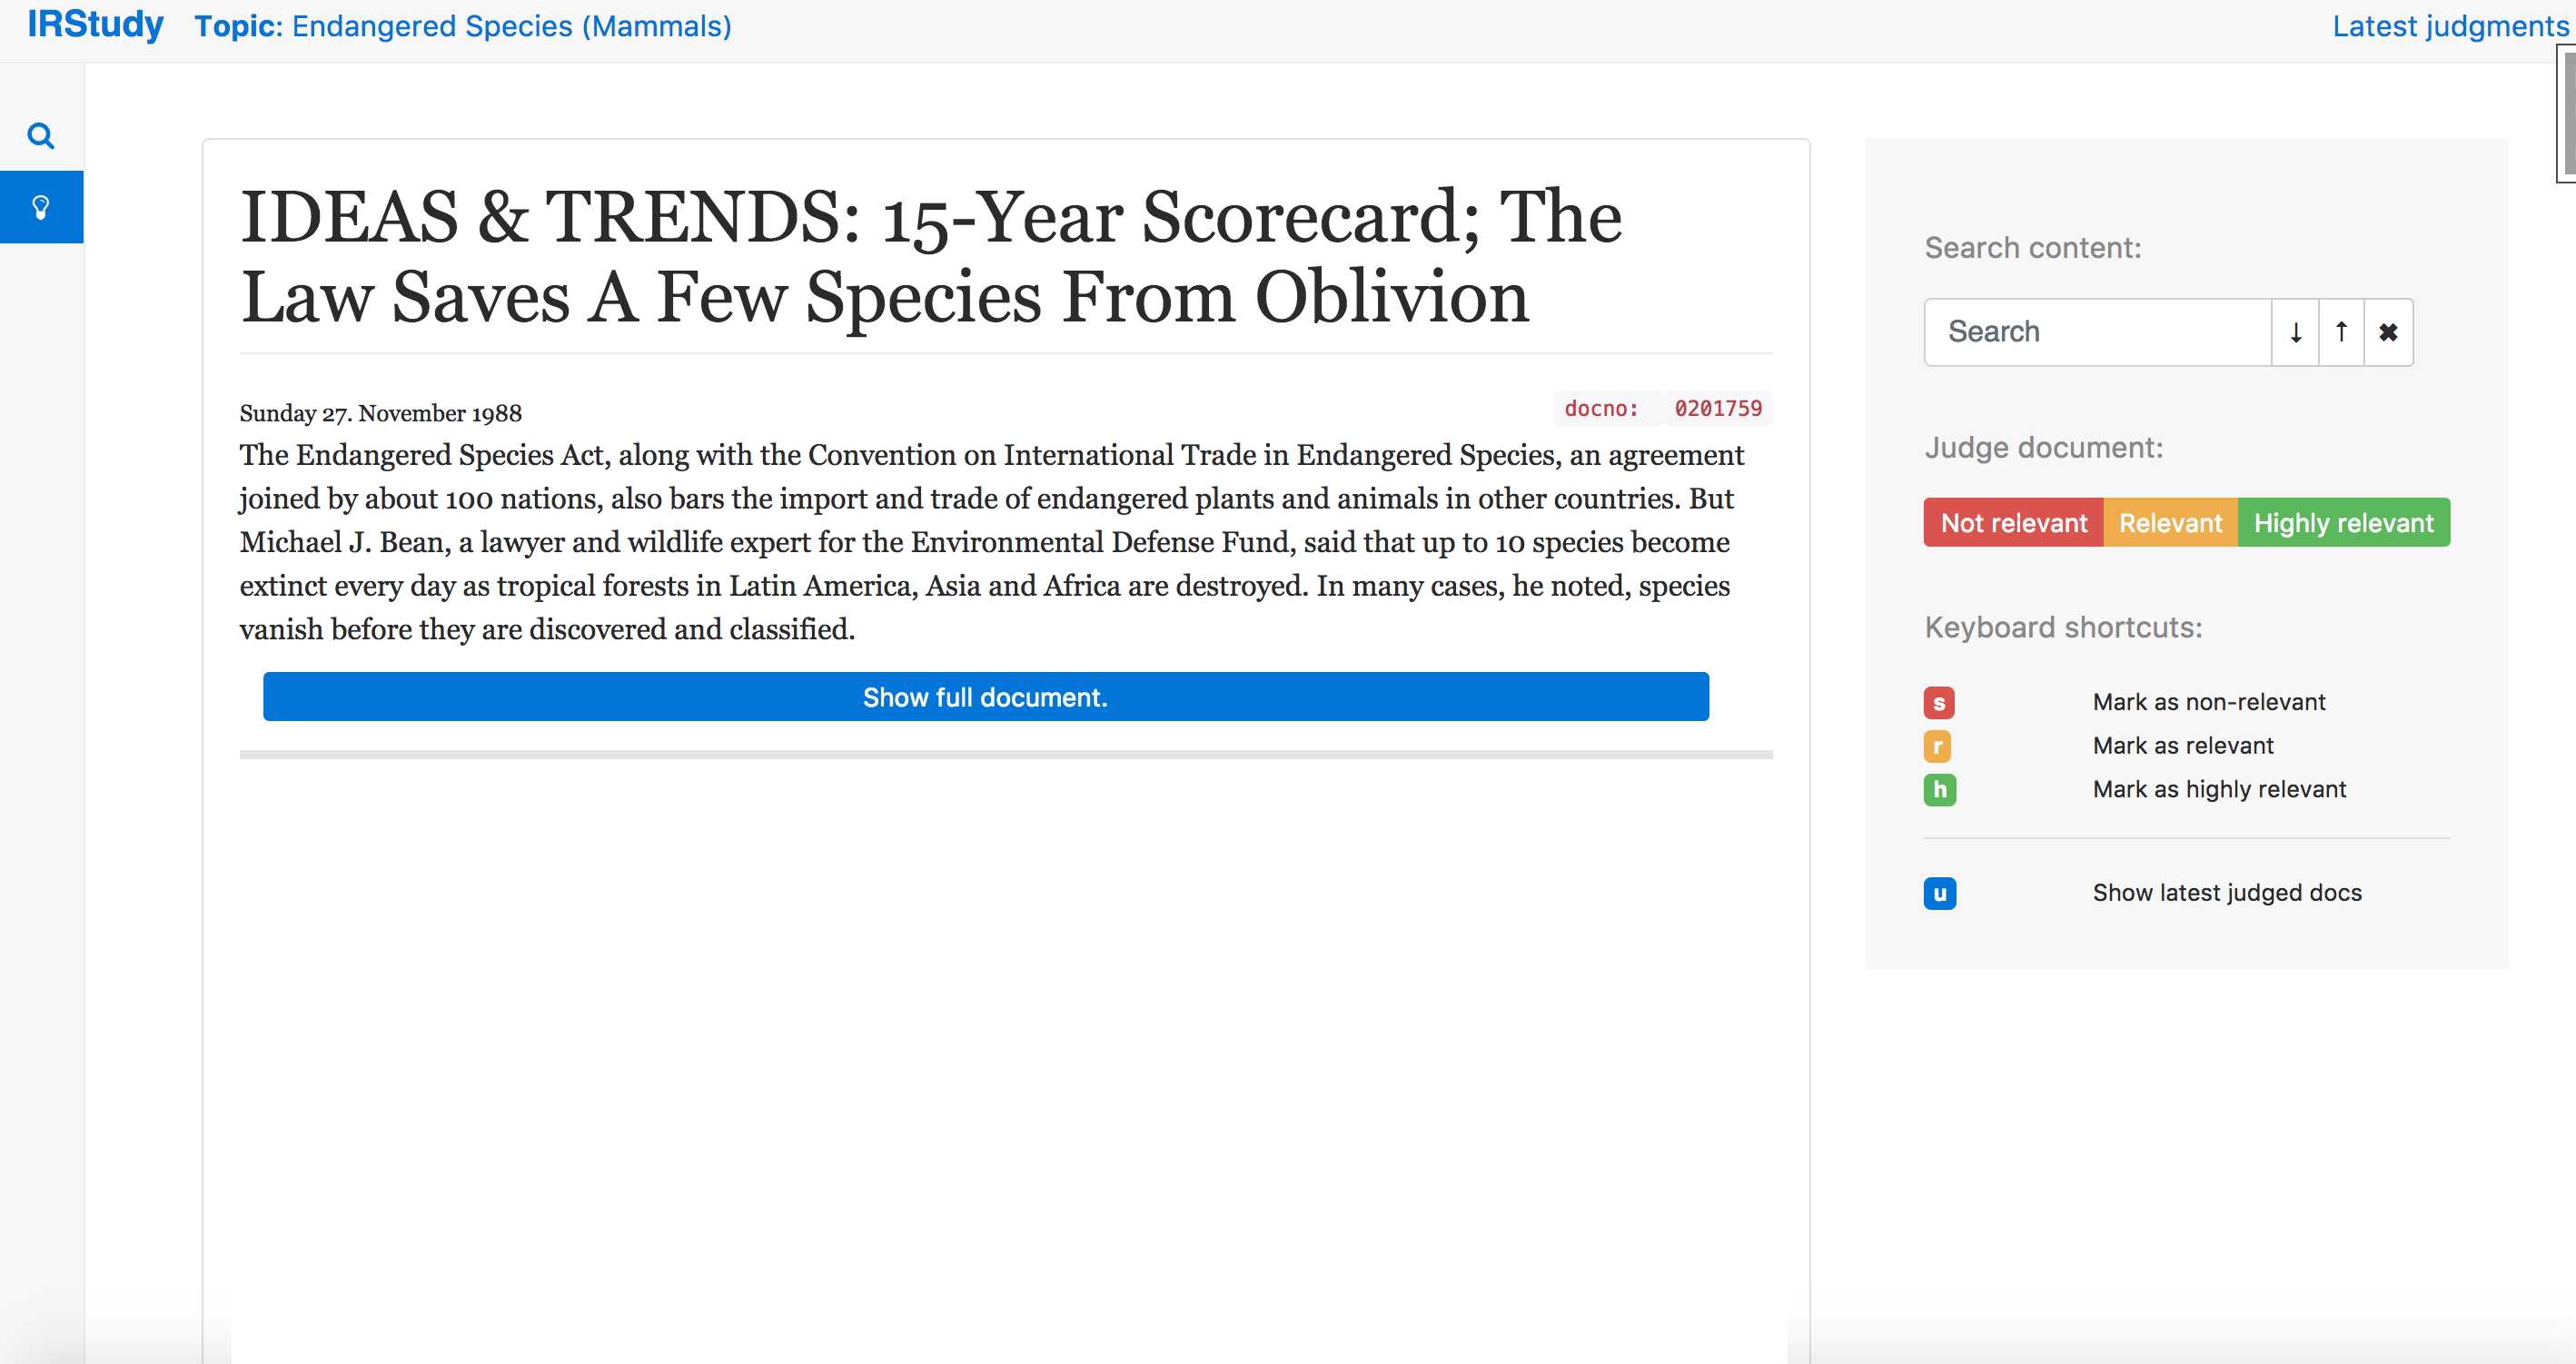 IRStudy Topic: Endangered Species (Mammals) Latest judgments
IDEAS & TRENDS: 15-Year Scorecard; The
Law Saves A Few Species From Oblivion
Sunday 27. November 1988 docno: 0201759
The Endangered Species Act, along with the Convention on International Trade in Endangered Species, an agreement
joined by about 100 nations, also bars the import and trade of endangered plants and animals in other countries. But
Michael J. Bean, a lawyer and wildlife expert for the Environmental Defense Fund, said that up to 10 species become
extinct every day as tropical forests in Latin America, Asia and Africa are destroyed. In many cases, he noted, species
vanish before they are discovered and classified.
Show full document.
Search content:
Search ↓ ↑ ✖
Judge document:
Not relevant Relevant Highly relevant
Keyboard shortcuts:
s Mark as non-relevant
r Mark as relevant
h Mark as highly relevant
u Show latest judged docs